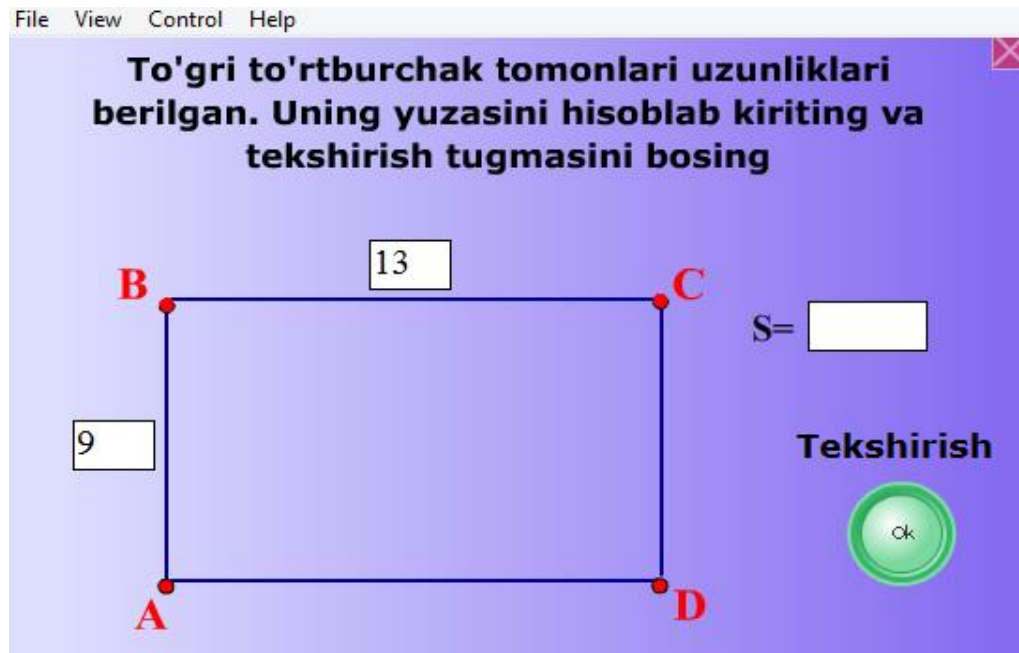 File View Control Help
To'gri to'rtburchak tomonlari uzunliklari
berilgan. Uning yuzasini hisoblab kiriting va
tekshirish tugmasini bosing
13
B
C
S=
9
Tekshirish
Ok
A
D